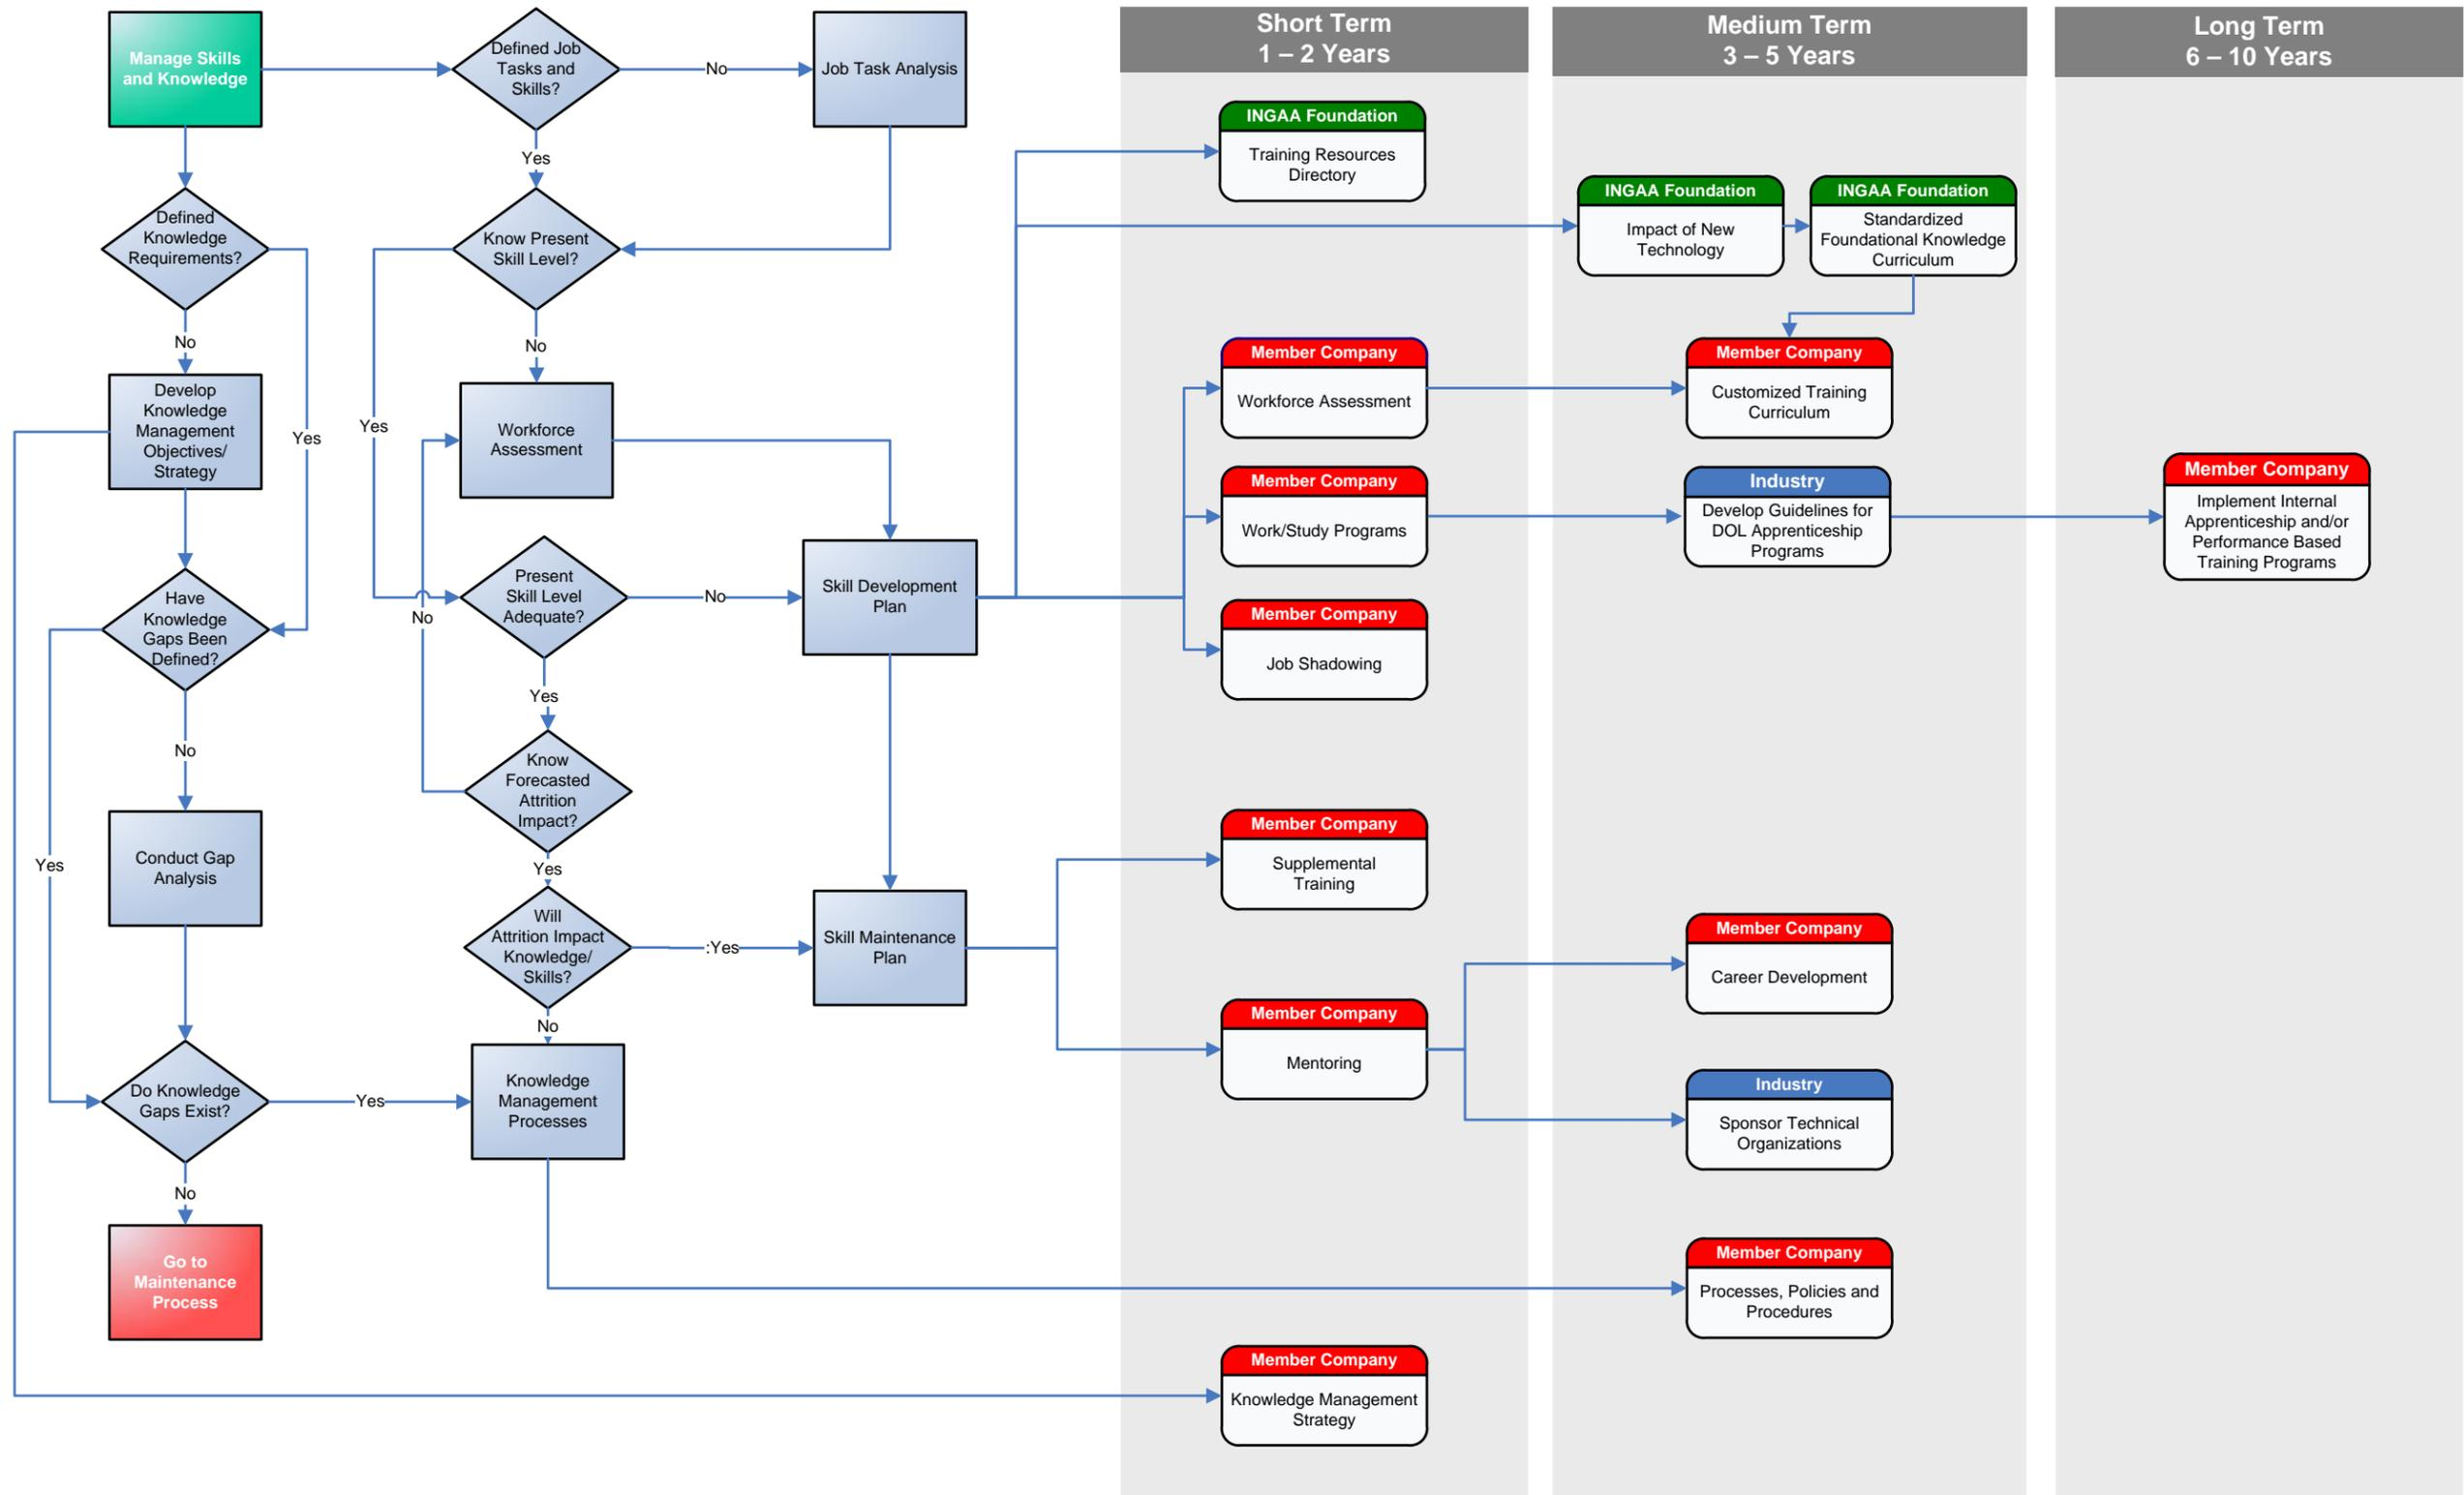 Manage Skills
and Knowledge
Defined Job
Tasks and
Skills?
No
Job Task Analysis
Short Term
1 – 2 Years
Medium Term
3 – 5 Years
Long Term
6 – 10 Years
Yes
Defined
Knowledge
Requirements?
Know Present
Skill Level?
INGAA Foundation
Training Resources
Directory
INGAA Foundation
Impact of New
Technology
INGAA Foundation
Standardized
Foundational Knowledge
Curriculum
No
No
Develop
Knowledge
Management
Objectives/
Strategy
Yes
Yes
Workforce
Assessment
Member Company
Workforce Assessment
Member Company
Customized Training
Curriculum
Member Company
Work/Study Programs
Industry
Develop Guidelines for
DOL Apprenticeship
Programs
Member Company
Implement Internal
Apprenticeship and/or
Performance Based
Training Programs
Have
Knowledge
Gaps Been
Defined?
No
Present
Skill Level
Adequate?
No
Skill Development
Plan
Member Company
Job Shadowing
Yes
No
Know
Forecasted
Attrition
Impact?
Yes
Conduct Gap
Analysis
Yes
Member Company
Supplemental
Training
Will
Attrition Impact
Knowledge/
Skills?
:Yes
Skill Maintenance
Plan
Member Company
Career Development
No
Member Company
Mentoring
Do Knowledge
Gaps Exist?
Yes
Knowledge
Management
Processes
Industry
Sponsor Technical
Organizations
No
Go to
Maintenance
Process
Member Company
Processes, Policies and
Procedures
Member Company
Knowledge Management
Strategy